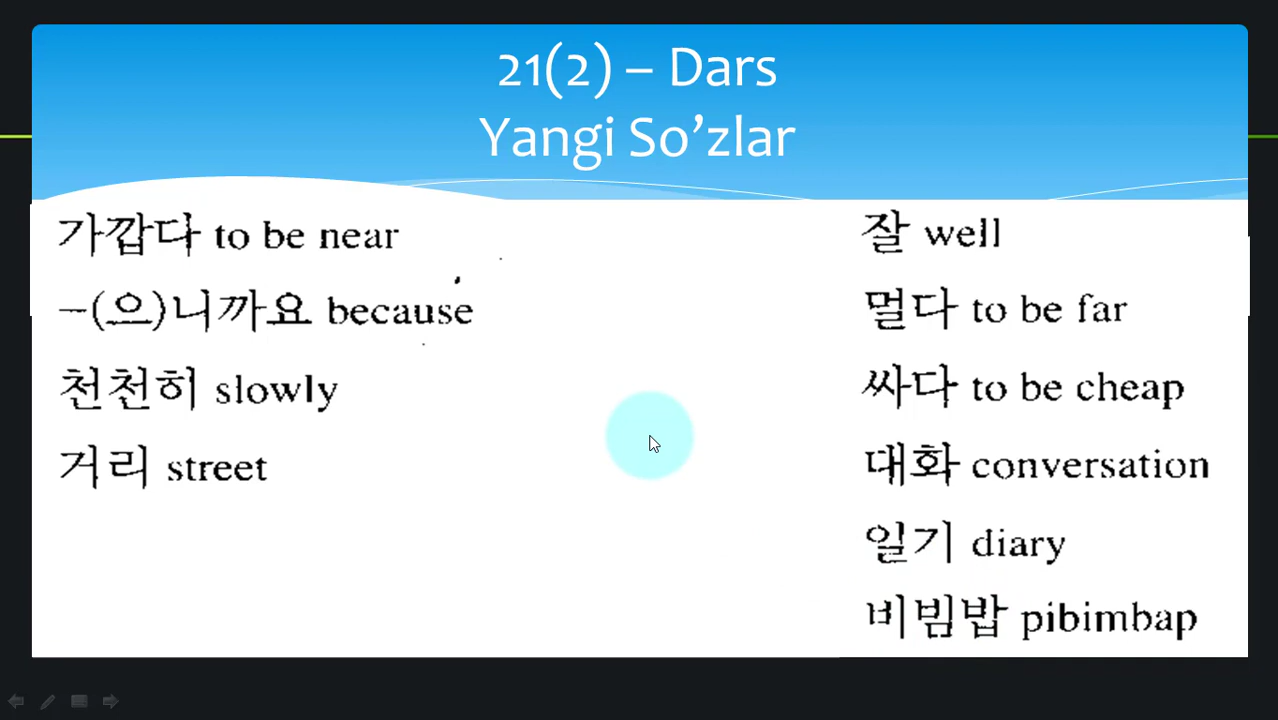 21(2) – Dars
Yangi So’zlar
가깝다 to be near
–(으)니까요 because
천천히 slowly
거리 street
잘 well
멀다 to be far
싸다 to be cheap
대화 conversation
일기 diary
비빔밥 pibimbap